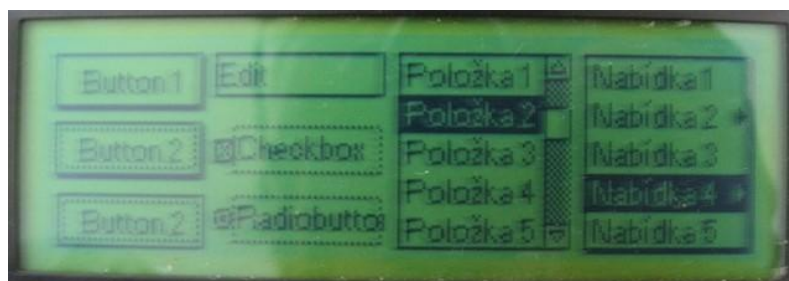 Button 1
Button 2
Button 2
Edit
Checkbox
Radiobutto
Položka 1
Položka 2
Položka 3
Položka 4
Položka 5
Nabídka 1
Nabídka 2
Nabídka 3
Nabídka 4
Nabídka 5